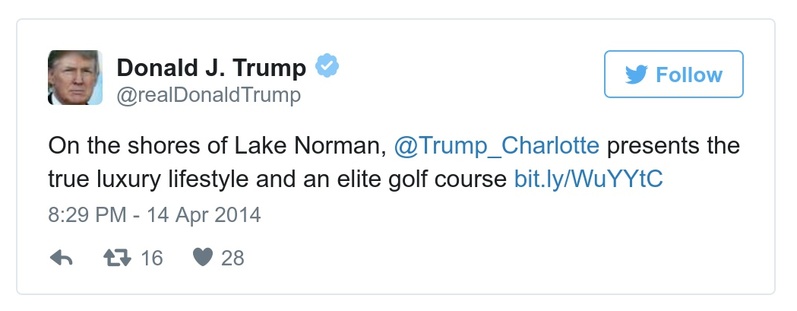 Donald J. Trump
@realDonaldTrump
Follow
On the shores of Lake Norman, @Trump_Charlotte presents the
true luxury lifestyle and an elite golf course bit.ly/WuYYtC
8:29 PM - 14 Apr 2014
16 28